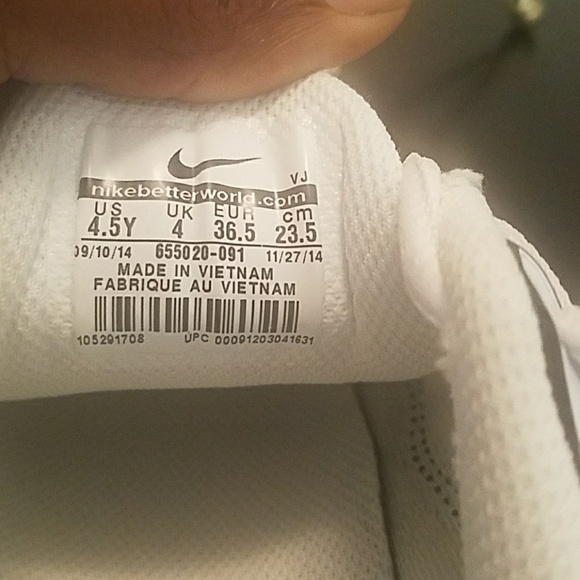 VJ
nikebetterworld.com
US UK EUR cm
4.5Y 4 36.5 23.5
09/10/14 655020-091 11/27/14
MADE IN VIETNAM
FABRIQUE AU VIETNAM
105291708 UPC 00091203041631